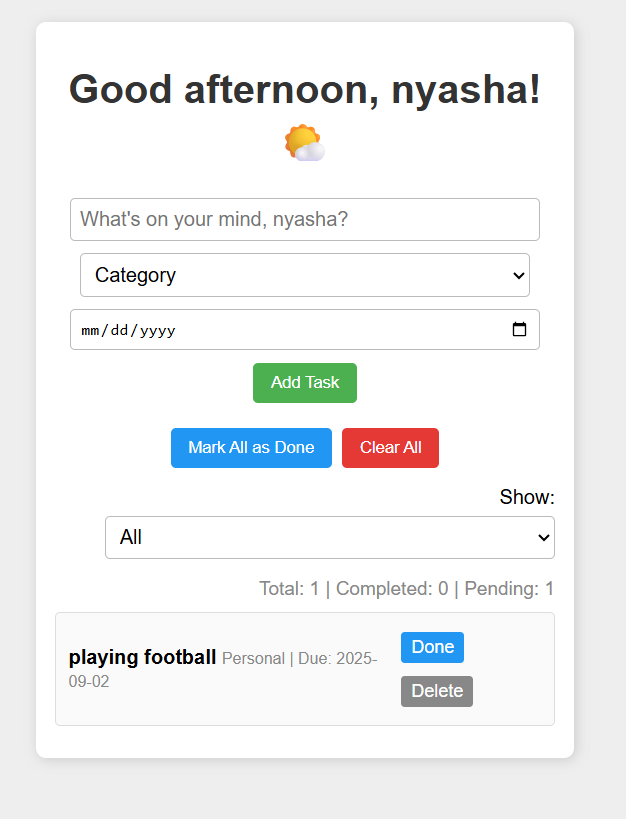 Good afternoon, nyasha!
What's on your mind, nyasha?
Category
mm/dd/yyyy
Add Task
Mark All as Done Clear All
Show:
All
Total: 1 | Completed: 0 | Pending: 1
playing football Personal | Due: 2025-
09-02
Done
Delete